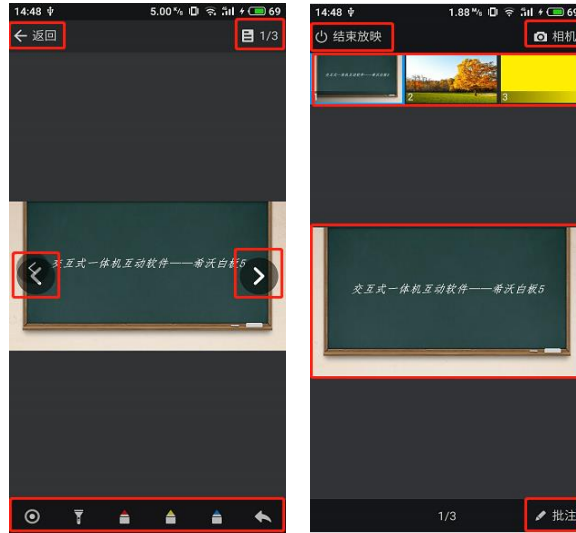 14:48 5.00 K/s 69
返回 1/3
交互式一体机互动软件——希沃白板5
14:48 1.88 M/s 69
结束放映 相机
2 3
交互式一体机互动软件——希沃白板5
1/3 批注